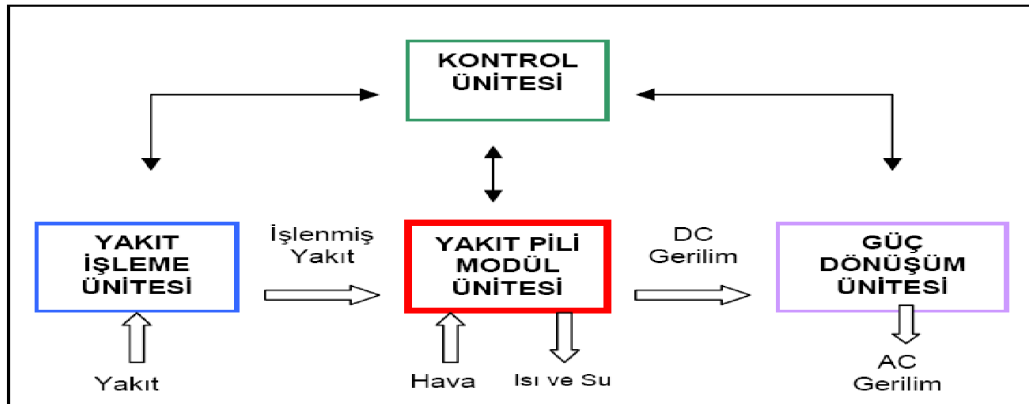 KONTROL
ÜNİTESİ
YAKIT
İŞLEME
ÜNİTESİ
İşlenmiş
Yakıt
YAKIT PİLİ
MODÜL
ÜNİTESİ
DC
Gerilim
GÜÇ
DÖNÜŞÜM
ÜNİTESİ
Yakıt
Hava
Isı ve Su
AC
Gerilim